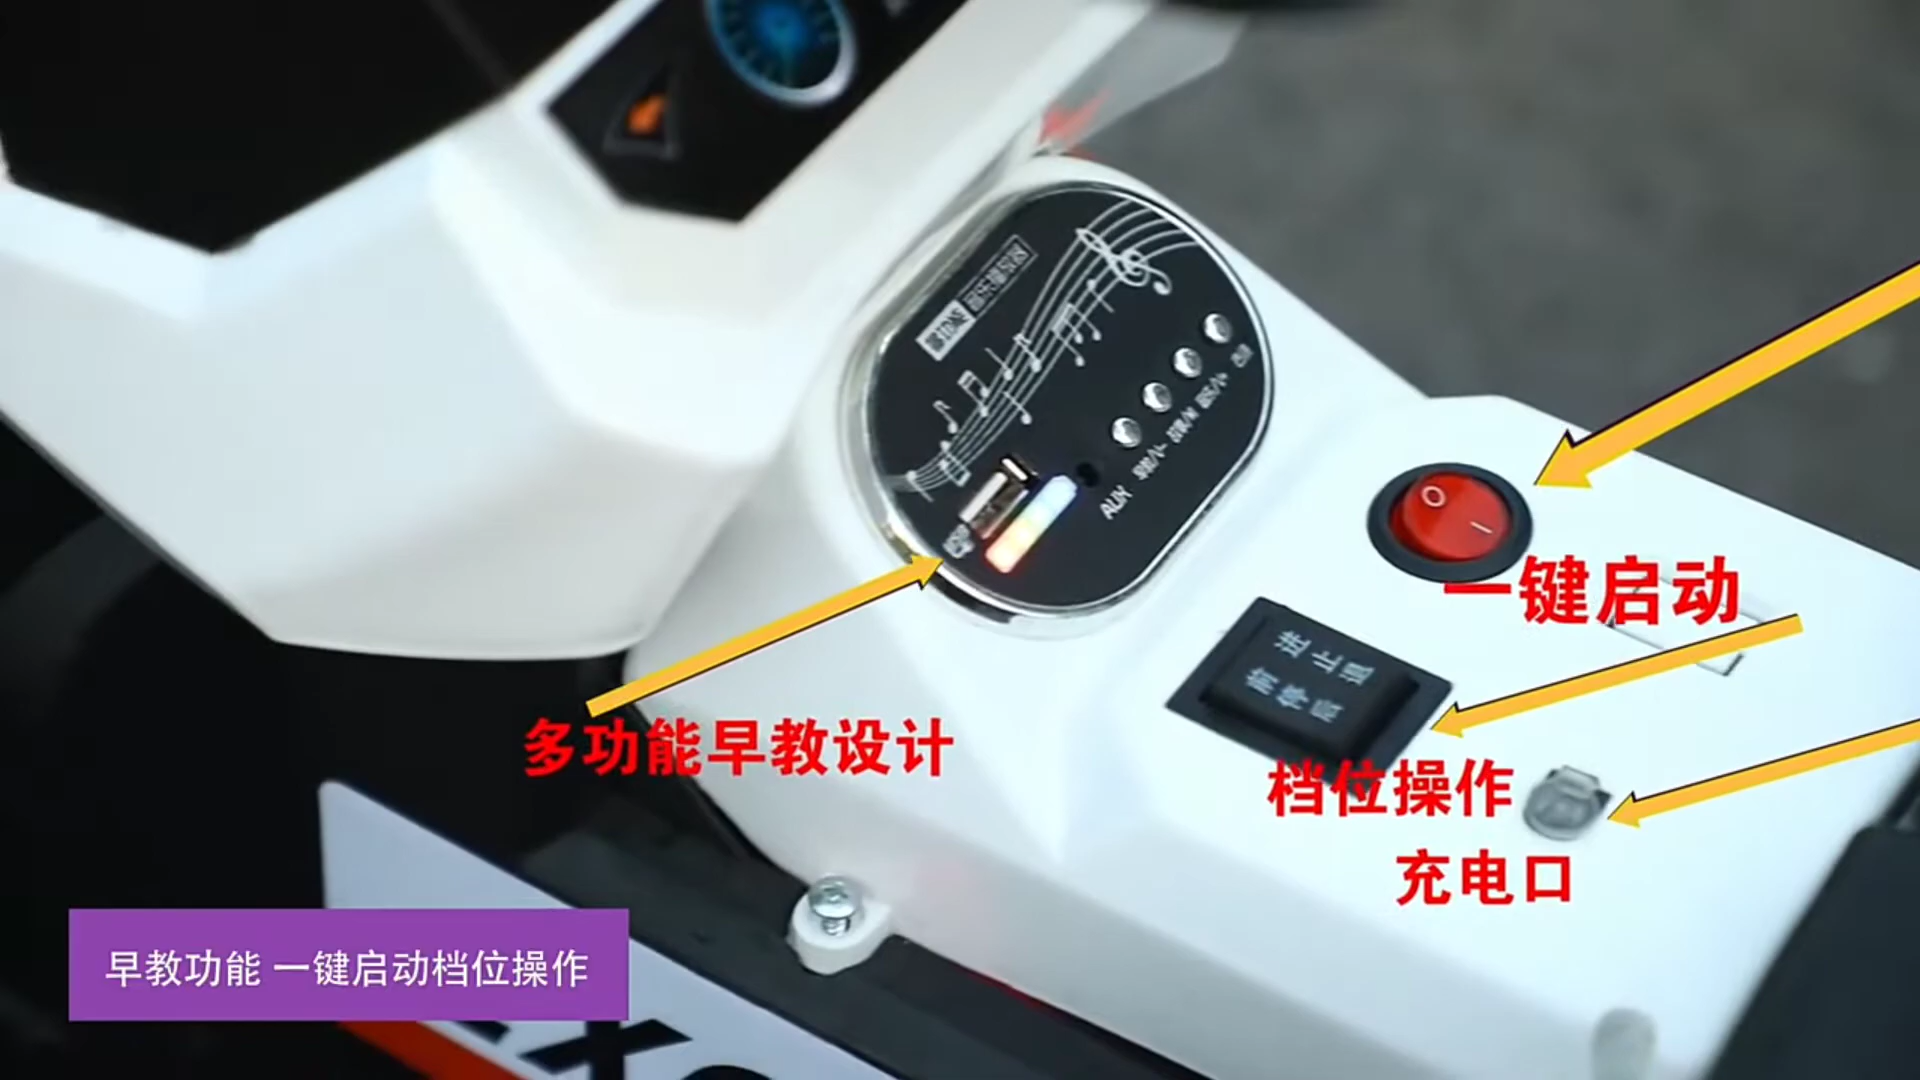 AUX
一键启动
前进
停止
后退
多功能早教设计
档位操作
充电口
早教功能 一键启动档位操作